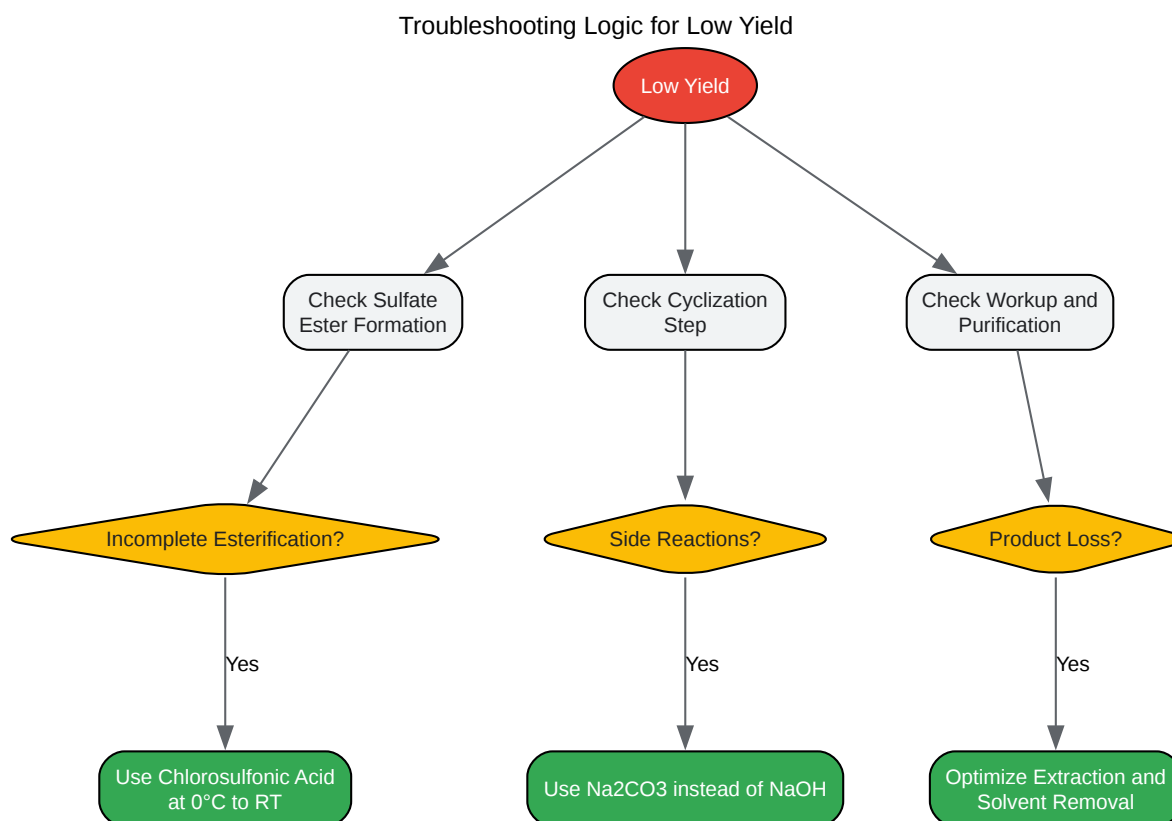 Troubleshooting Logic for Low Yield
Low Yield
Check Sulfate
Ester Formation
Check Cyclization
Step
Check Workup and
Purification
Incomplete Esterification?
Side Reactions?
Product Loss?
Yes
Yes
Yes
Use Chlorosulfonic Acid
at 0°C to RT
Use Na2CO3 instead of NaOH
Optimize Extraction and
Solvent Removal